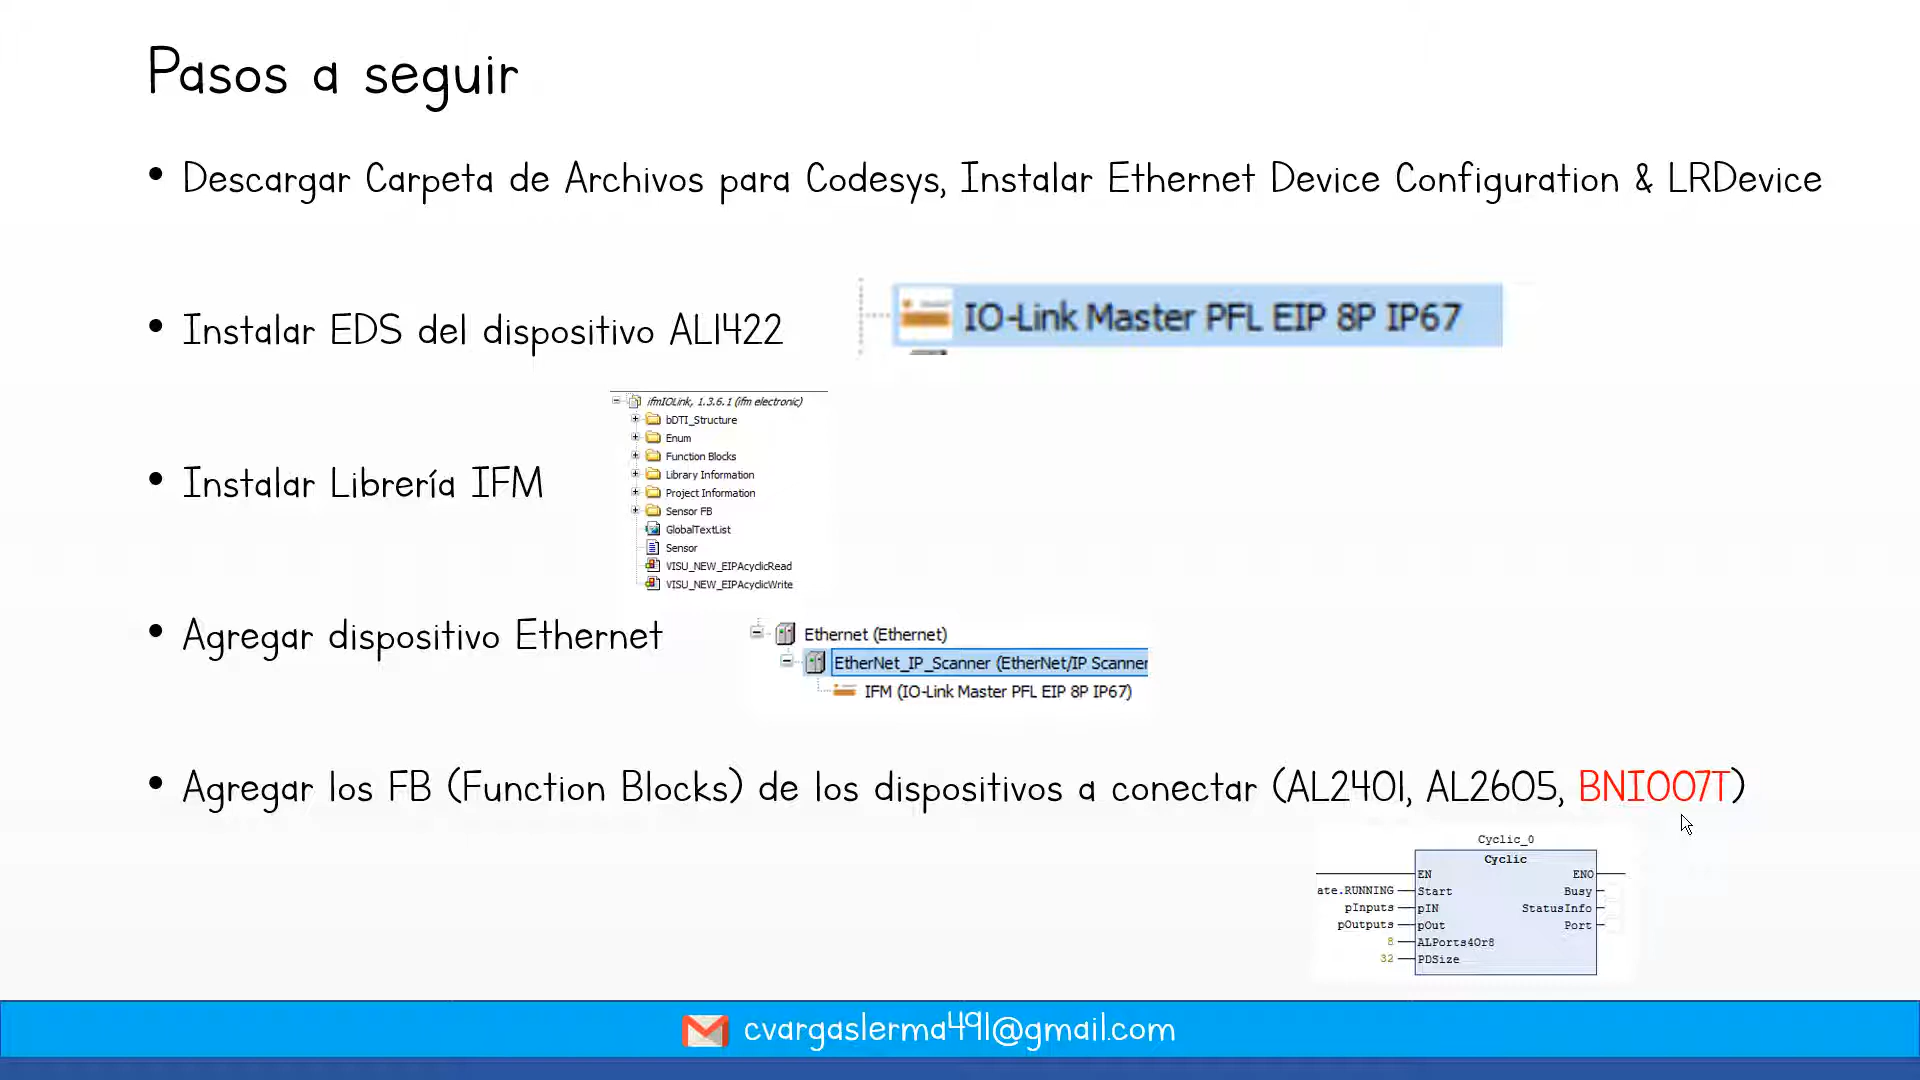 Pasos a seguir
• Descargar Carpeta de Archivos para Codesys, Instalar Ethernet Device Configuration & LRDevice
• Instalar EDS del dispositivo AL1422
IO-Link Master PFL EIP 8P IP67
• Instalar Librería IFM
ifmIOLink, 1.3.6.1 (ifm electronic)
bDTI_Structure
Enum
Function Blocks
Library Information
Project Information
Sensor FB
GlobalTextList
Sensor
VISU_NEW_EIPAcyclicRead
VISU_NEW_EIPAcyclicWrite
• Agregar dispositivo Ethernet
Ethernet (Ethernet)
EtherNet_IP_Scanner (EtherNet/IP Scanner
IFM (IO-Link Master PFL EIP 8P IP67)
• Agregar los FB (Function Blocks) de los dispositivos a conectar (AL2401, AL2605, BNI007T)
Cyclic_0
Cyclic
EN ENO
ate.RUNNING Start Busy
pInputs pIN StatusInfo
pOutputs pOut Port
8 ALPorts4Or8
32 PDSize
cvargaslerma491@gmail.com